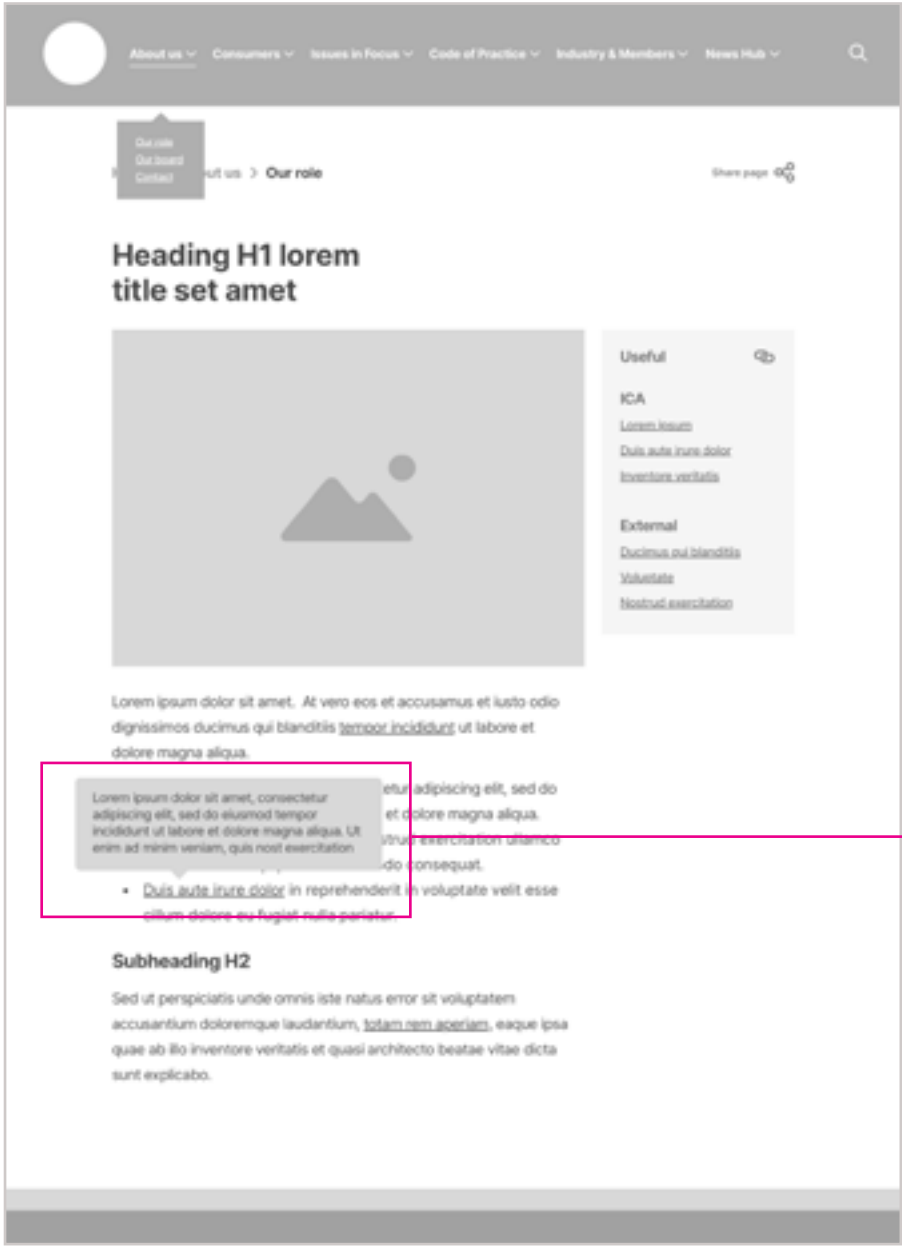 About us Consumers Issues in Focus Code of Practice Industry & Members News Hub
Our role
Our board
Contact
ut us > Our role
Share page
Heading H1 lorem
title set amet
Useful
ICA
Lorem ipsum
Duis aute irure dolor
Inventore veritatis
External
Ducimus qui blanditiis
Voluptate
Nostrud exercitation
Lorem ipsum dolor sit amet. At vero eos et accusamus et iusto odio
dignissimos ducimus qui blanditiis tempor incididunt ut labore et
dolore magna aliqua.
Lorem ipsum dolor sit amet, consectetur
adipiscing elit, sed do eiusmod tempor
incididunt ut labore et dolore magna aliqua. Ut
enim ad minim veniam, quis nost exercitation
etur adipiscing elit, sed do
et dolore magna aliqua.
strud exercitation ullamco
do consequat.
• Duis aute irure dolor in reprehenderit in voluptate velit esse
cillum dolore eu fugiat nulla pariatur.
Subheading H2
Sed ut perspiciatis unde omnis iste natus error sit voluptatem
accusantium doloremque laudantium, totam rem aperiam, eaque ipsa
quae ab illo inventore veritatis et quasi architecto beatae vitae dicta
sunt explicabo.